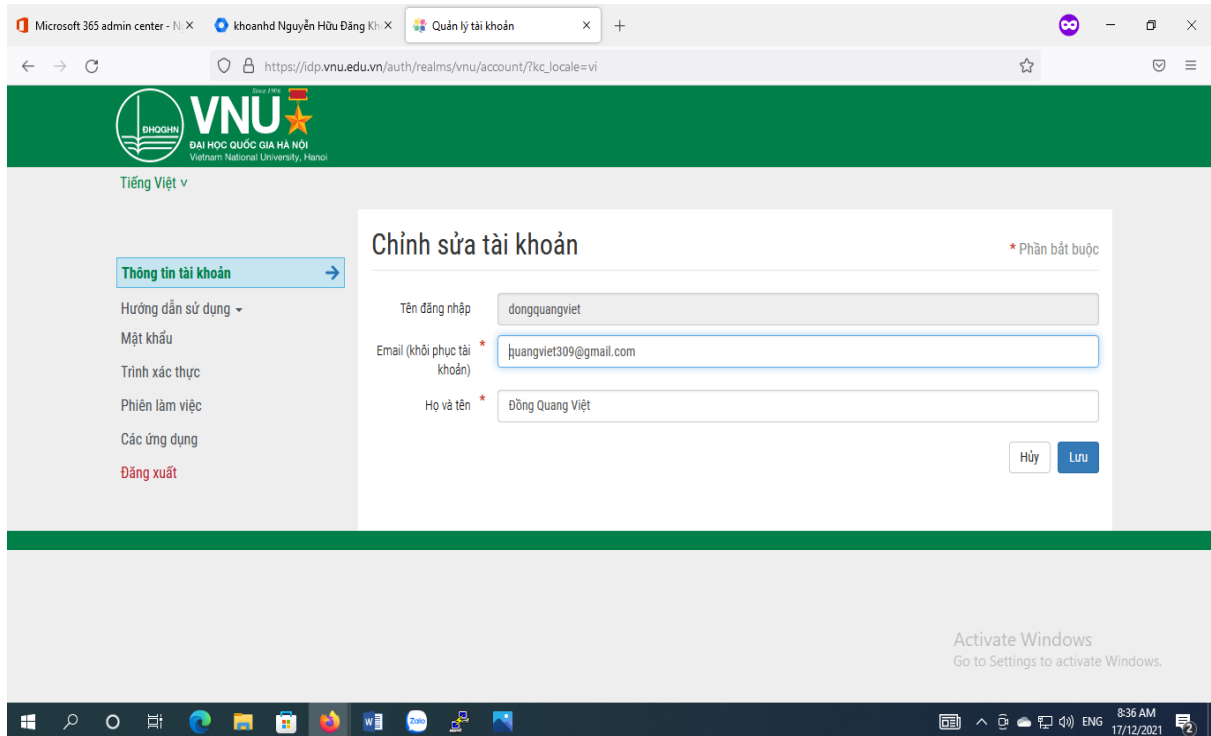 Microsoft 365 admin center - N
khoanhd Nguyễn Hữu Đăng Kh
Quản lý tài khoản
https://idp.vnu.edu.vn/auth/realms/vnu/account/?kc_locale=vi
Since 1906
ĐHQGHN
VNU
ĐẠI HỌC QUỐC GIA HÀ NỘI
Vietnam National University, Hanoi
Tiếng Việt
Chỉnh sửa tài khoản
* Phần bắt buộc
Thông tin tài khoản
Hướng dẫn sử dụng
Mật khẩu
Trình xác thực
Phiên làm việc
Các ứng dụng
Đăng xuất
Tên đăng nhập
dongquangviet
Email (khôi phục tài *
khoản)
quangviet309@gmail.com
Họ và tên *
Đồng Quang Việt
Hủy
Lưu
Activate Windows
Go to Settings to activate Windows.
Zalo
ENG
8:36 AM
17/12/2021
2